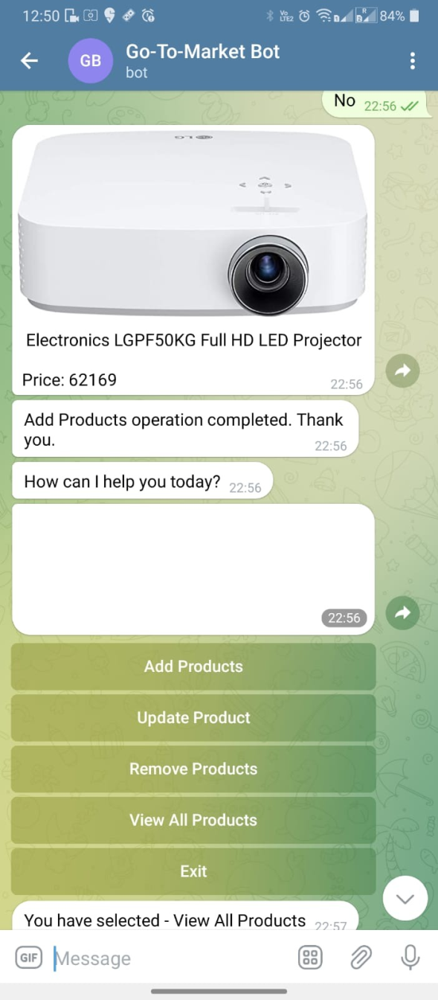 12:50
Vo LTE2
R
84%
GB
Go-To-Market Bot
bot
No 22:56
LG
Electronics LGPF50KG Full HD LED Projector
Price: 62169
22:56
Add Products operation completed. Thank
you.
22:56
How can I help you today? 22:56
22:56
Add Products
Update Product
Remove Products
View All Products
Exit
You have selected - View All Products 22:57
GIF
Message